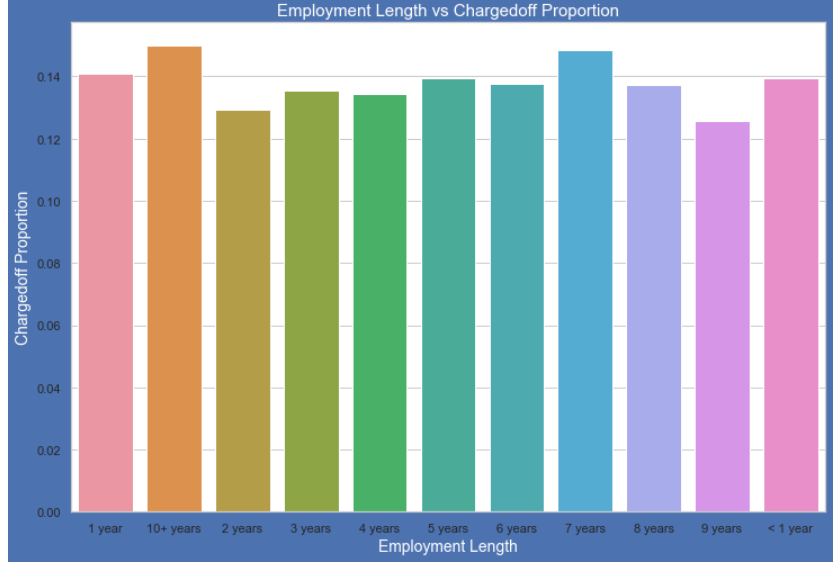 Employment Length vs Chargedoff Proportion
Chargedoff Proportion
0.14
0.12
0.10
0.08
0.06
0.04
0.02
0.00
1 year 10+ years 2 years 3 years 4 years 5 years 6 years 7 years 8 years 9 years < 1 year
Employment Length